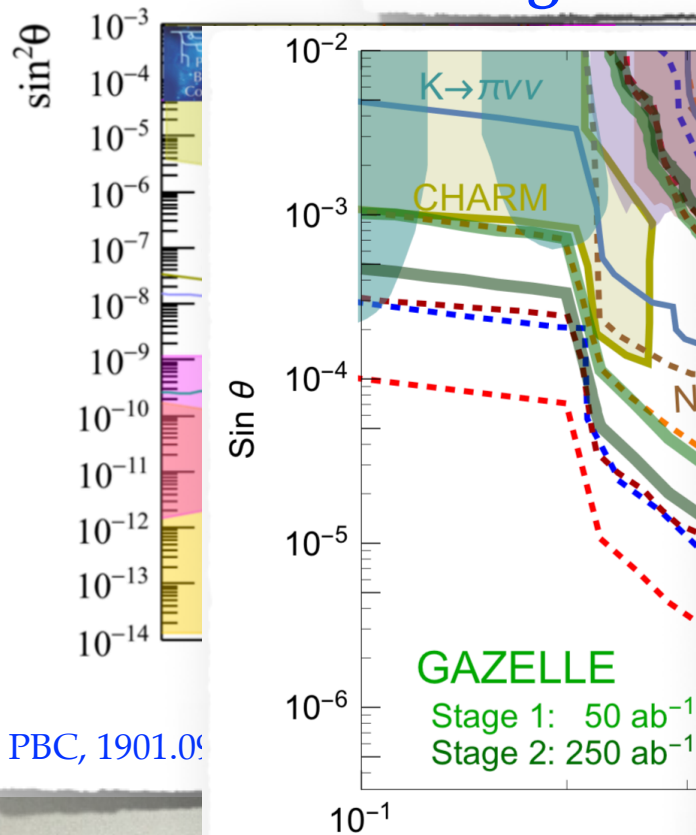 g
sin²θ
10⁻³
10⁻⁴
10⁻⁵
10⁻⁶
10⁻⁷
10⁻⁸
10⁻⁹
10⁻¹⁰
10⁻¹¹
10⁻¹²
10⁻¹³
10⁻¹⁴
PBC, 1901.09
10⁻²
10⁻³
10⁻⁴
10⁻⁵
10⁻⁶
Sin θ
K→πνν
CHARM
N
GAZELLE
Stage 1: 50 ab⁻¹
Stage 2: 250 ab⁻¹
10⁻¹